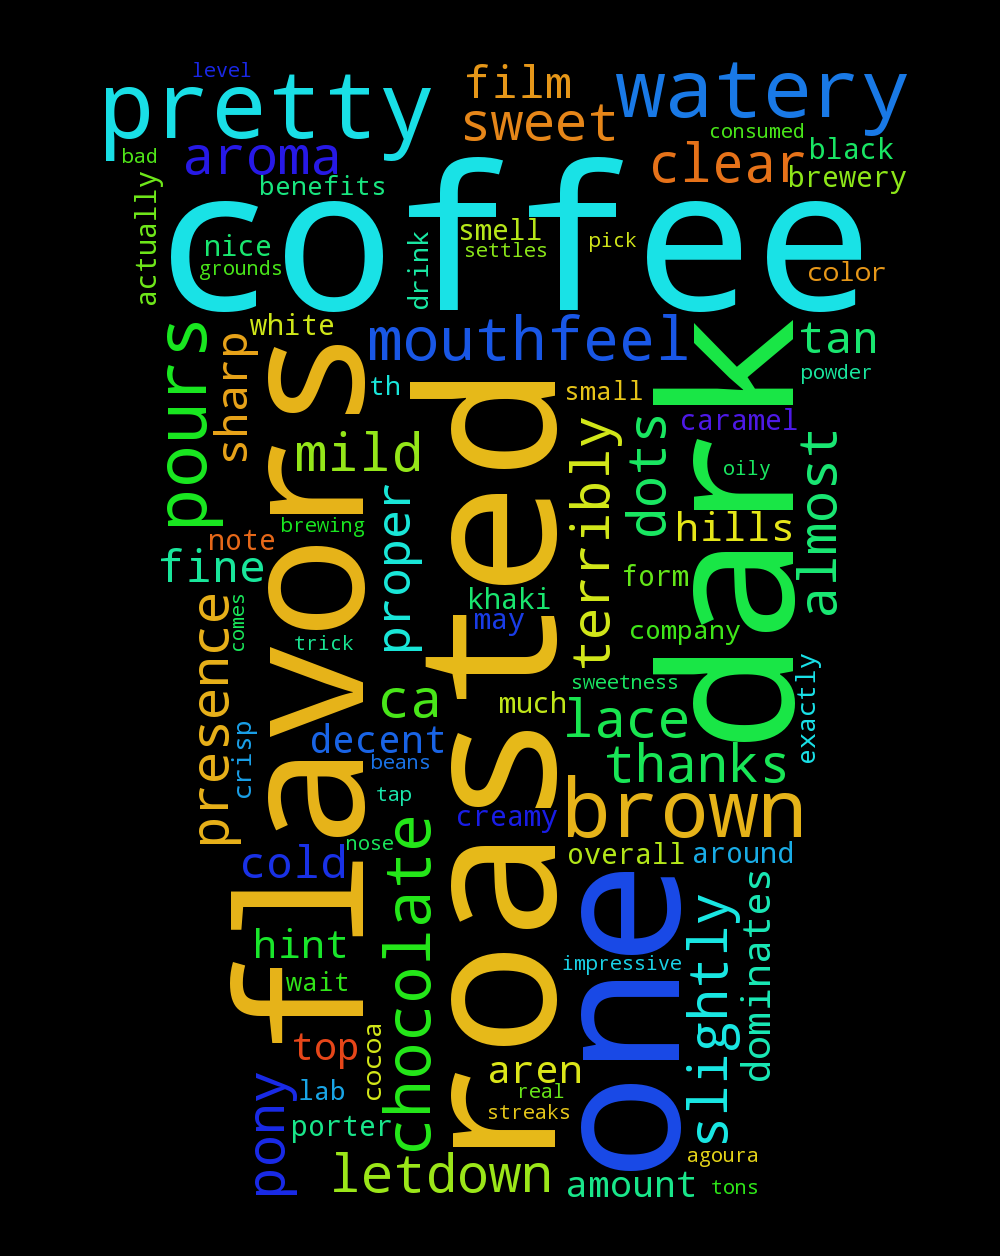 level
pretty
film
watery
sweet
consumed
bad
aroma
clear
black
brewery
benefits
actually
coffee
nice
grounds
drink
smell
settles
pick
color
white
mouthfeel
tan
pours
sharp
flavors
th
roasted
small
dark
powder
caramel
mild
terribly
dots
almost
oily
proper
brewing
note
hills
fine
form
khaki
may
company
presence
comes
trick
sweetness
exactly
ca
much
lace
crisp
decent
beans
thanks
tap
creamy
brown
chocolate
nose
cold
overall
around
one
slightly
dominates
hint
wait
impressive
top
cocoa
aren
lab
real
pony
streaks
porter
letdown
agoura
amount
tons